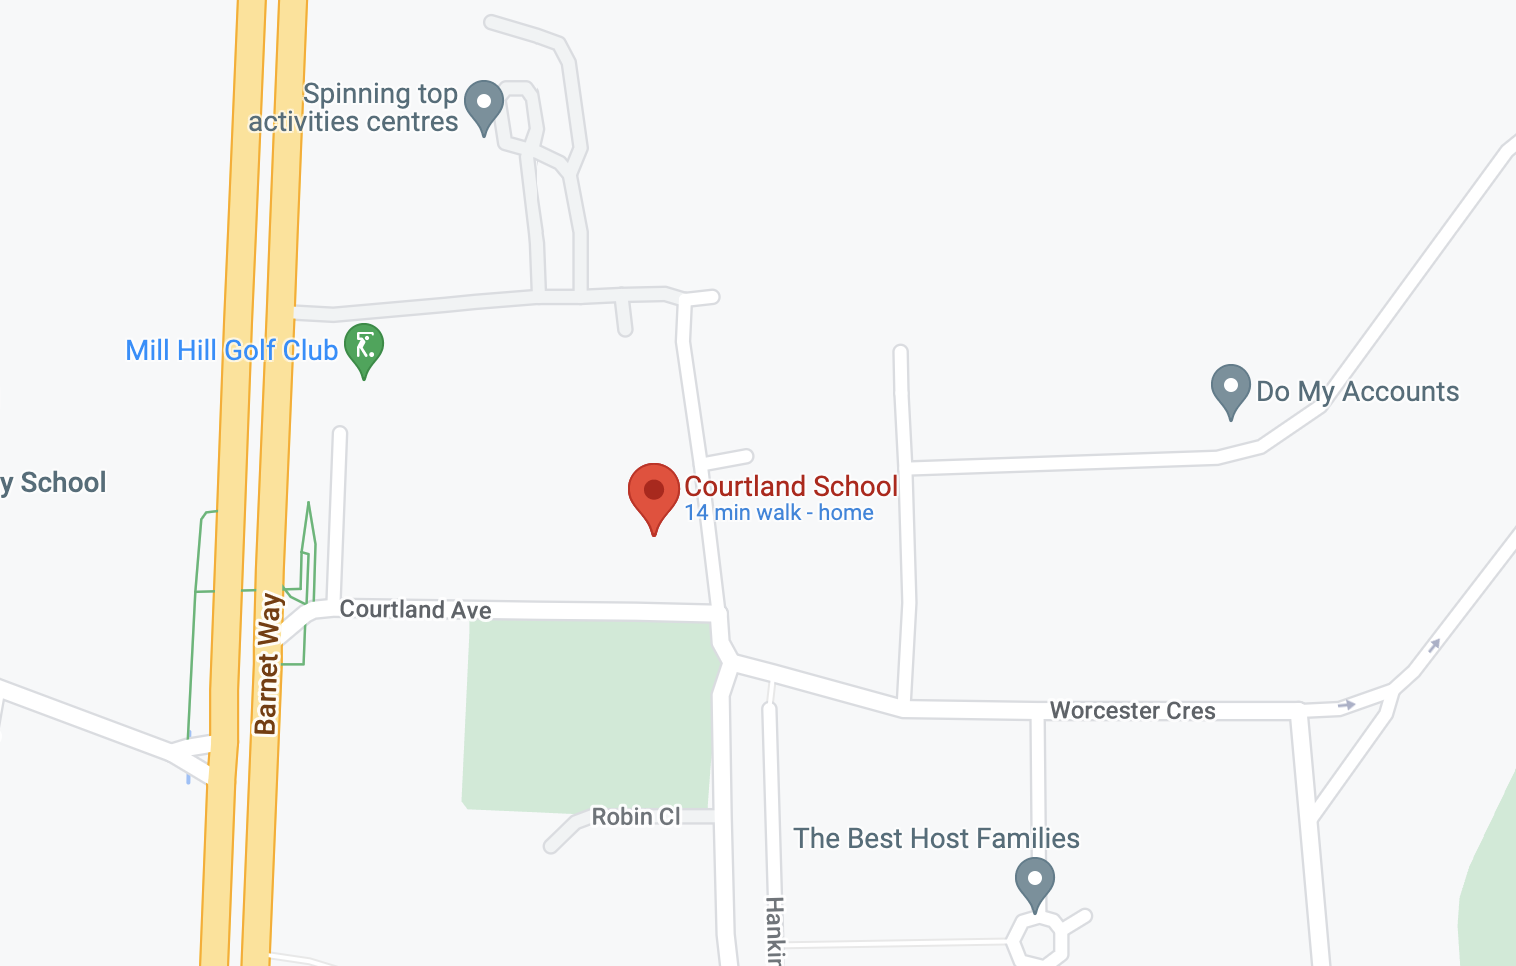 Spinning top
activities centres
Mill Hill Golf Club
Do My Accounts
y School
Courtland School
14 min walk - home
Courtland Ave
Barnet Way
Worcester Cres
Robin Cl
The Best Host Families
Hankin